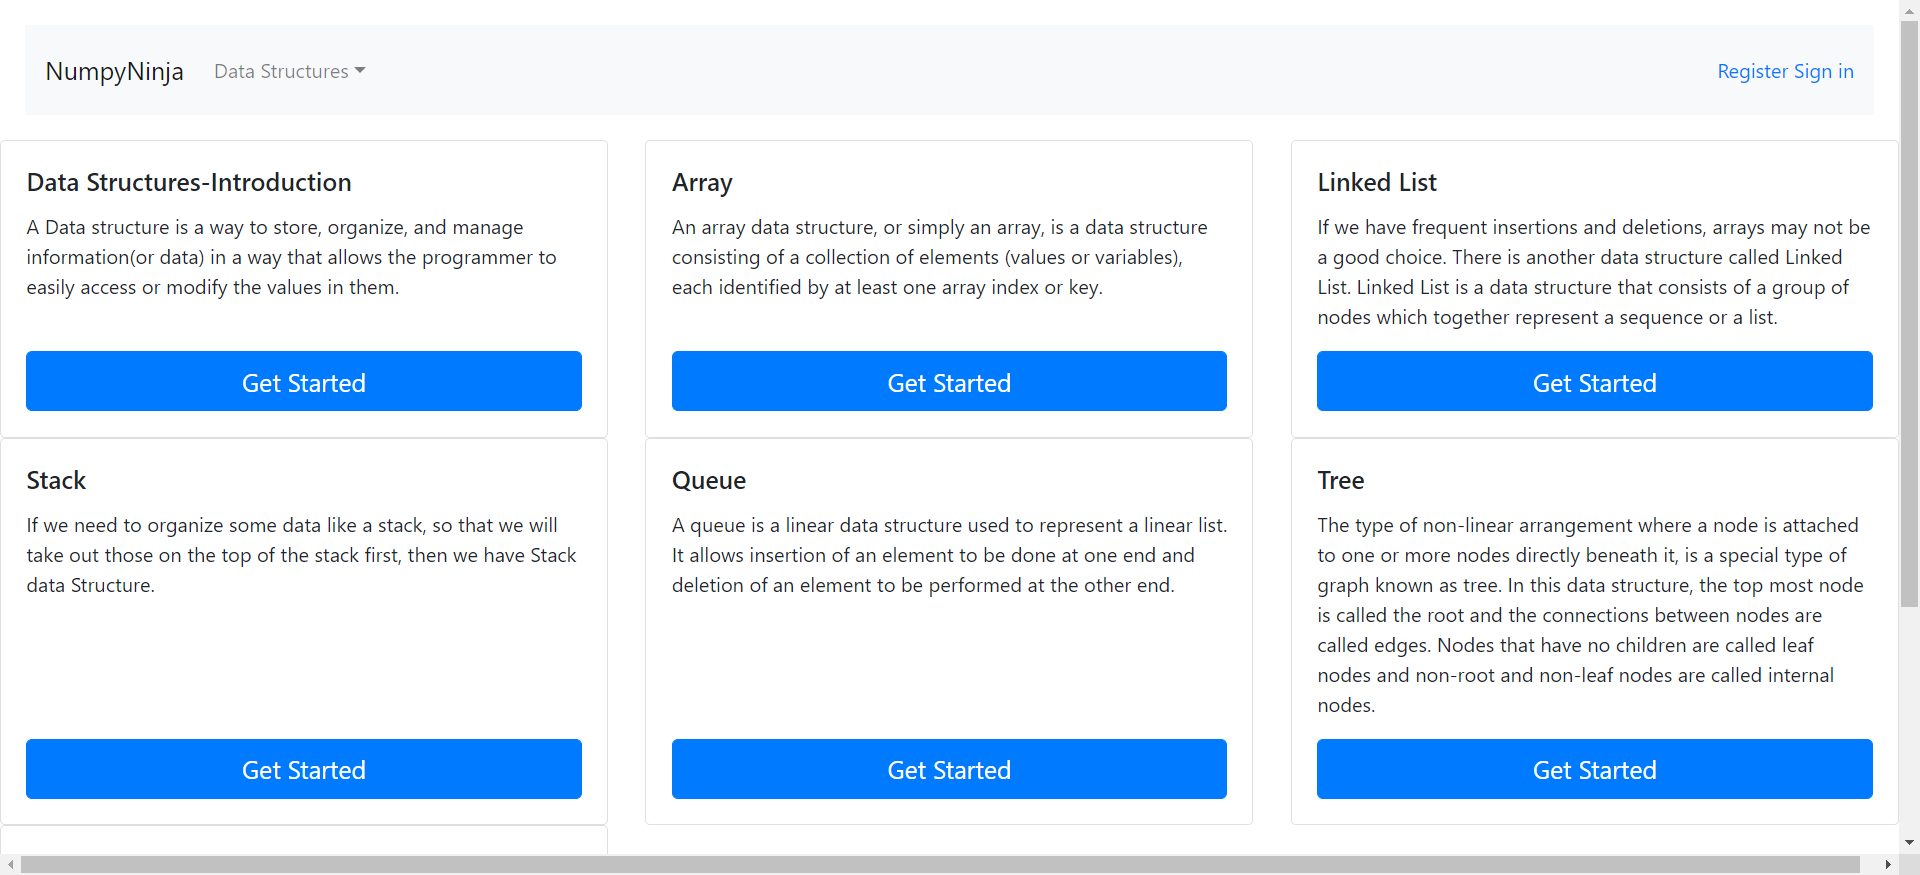 NumpyNinja
Data Structures
Register Sign in
Data Structures-Introduction
A Data structure is a way to store, organize, and manage
information(or data) in a way that allows the programmer to
easily access or modify the values in them.
Get Started
Array
An array data structure, or simply an array, is a data structure
consisting of a collection of elements (values or variables),
each identified by at least one array index or key.
Get Started
Linked List
If we have frequent insertions and deletions, arrays may not be
a good choice. There is another data structure called Linked
List. Linked List is a data structure that consists of a group of
nodes which together represent a sequence or a list.
Get Started
Stack
If we need to organize some data like a stack, so that we will
take out those on the top of the stack first, then we have Stack
data Structure.
Get Started
Queue
A queue is a linear data structure used to represent a linear list.
It allows insertion of an element to be done at one end and
deletion of an element to be performed at the other end.
Get Started
Tree
The type of non-linear arrangement where a node is attached
to one or more nodes directly beneath it, is a special type of
graph known as tree. In this data structure, the top most node
is called the root and the connections between nodes are
called edges. Nodes that have no children are called leaf
nodes and non-root and non-leaf nodes are called internal
nodes.
Get Started